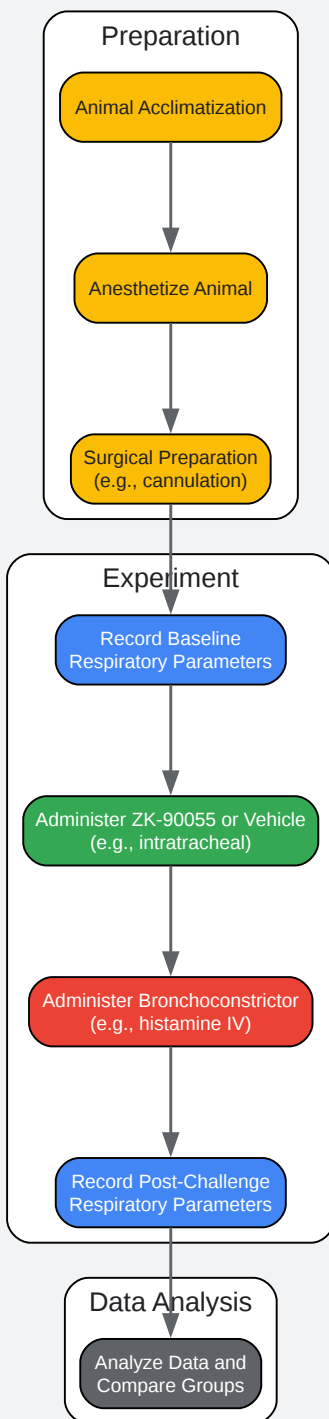 Preparation
Animal Acclimatization
Anesthetize Animal
Surgical Preparation
(e.g., cannulation)
Experiment
Record Baseline
Respiratory Parameters
Administer ZK-90055 or Vehicle
(e.g., intratracheal)
Administer Bronchoconstrictor
(e.g., histamine IV)
Record Post-Challenge
Respiratory Parameters
Data Analysis
Analyze Data and
Compare Groups